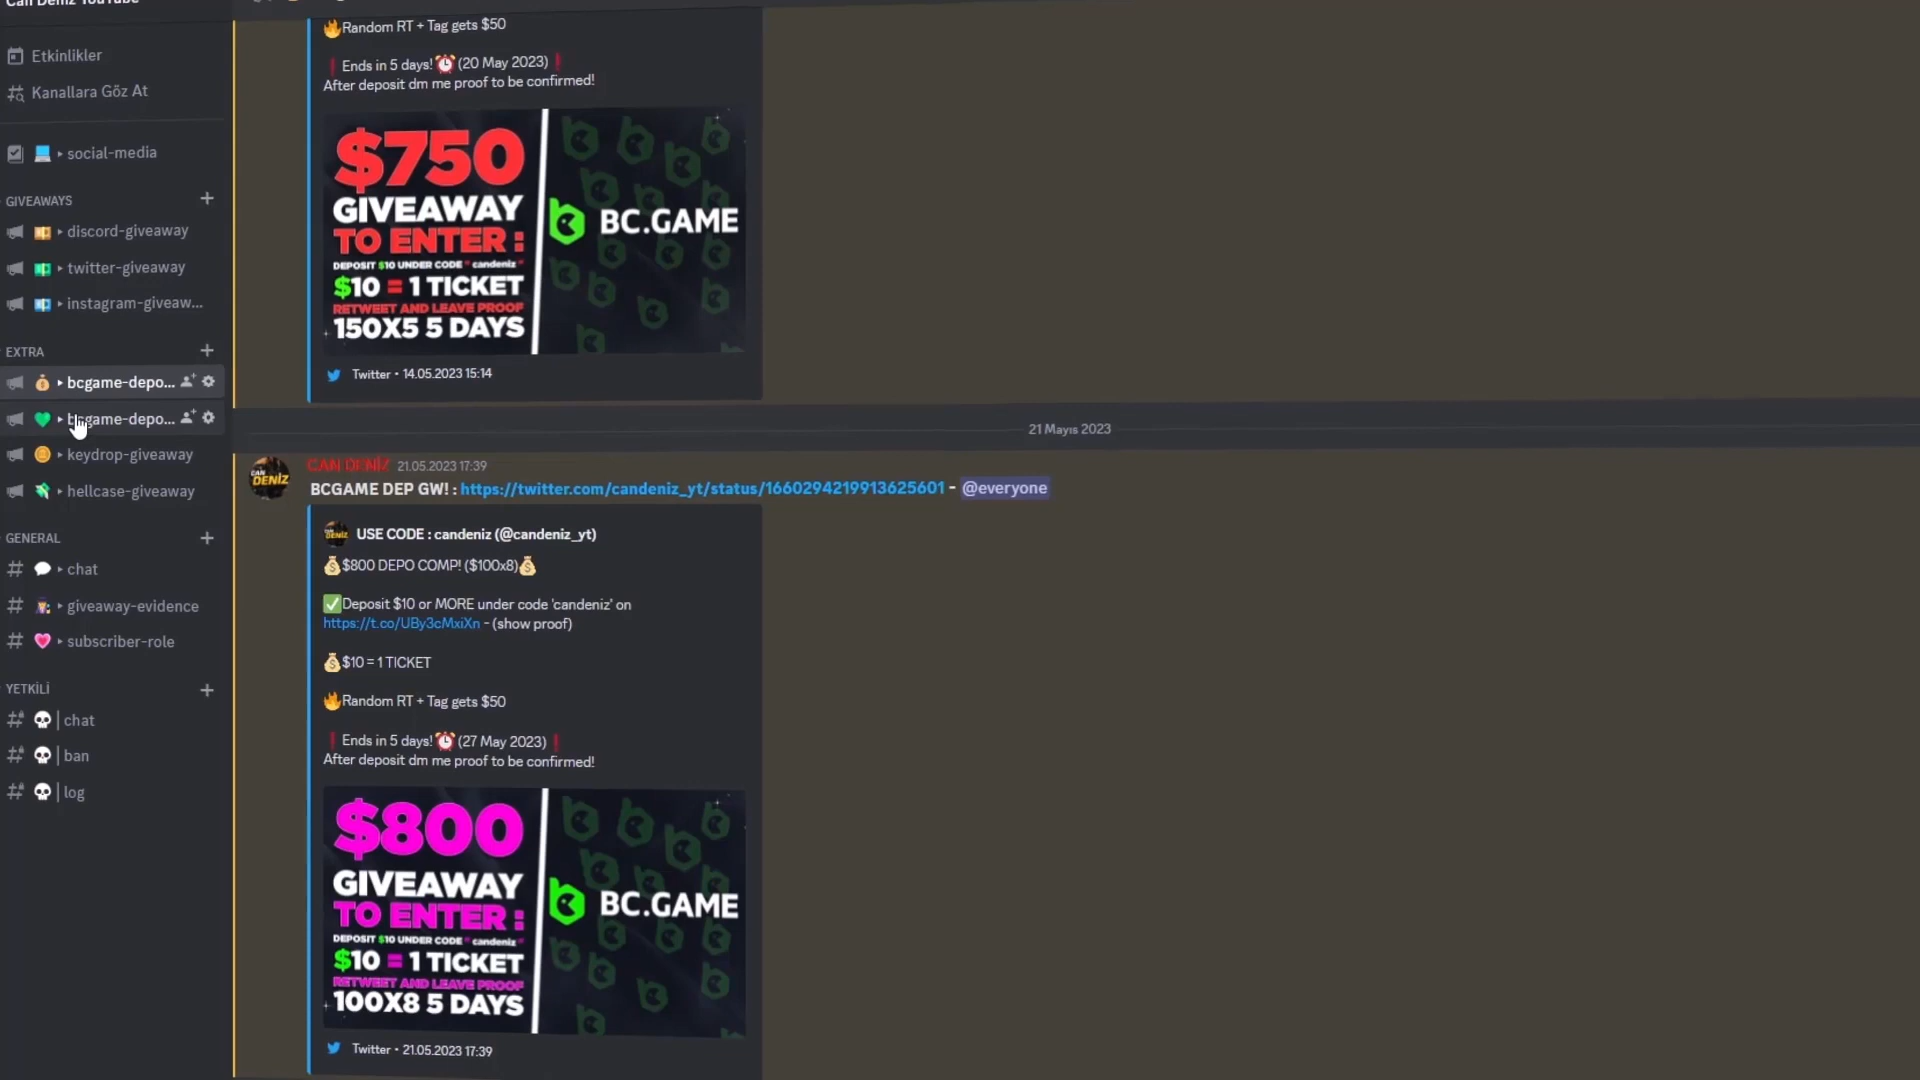 Can Deniz YouTube
Etkinlikler
Kanallara Göz At
social-media
GIVEAWAYS
discord-giveaway
twitter-giveaway
instagram-giveaw...
EXTRA
bcgame-depo...
bcgame-depo...
keydrop-giveaway
hellcase-giveaway
GENERAL
chat
giveaway-evidence
subscriber-role
YETKİLİ
| chat
| ban
| log
🔥Random RT + Tag gets $50
❗Ends in 5 days!⏰(20 May 2023)❗
After deposit dm me proof to be confirmed!
$750
GIVEAWAY
TO ENTER :
DEPOSIT $10 UNDER CODE " candeniz "
$10 = 1 TICKET
RETWEET AND LEAVE PROOF
150X5 5 DAYS
BC.GAME
Twitter • 14.05.2023 15:14
21 Mayıs 2023
CAN DENİZ 21.05.2023 17:39
BCGAME DEP GW! : https://twitter.com/candeniz_yt/status/1660294219913625601 - @everyone
CAN DENİZ
USE CODE : candeniz (@candeniz_yt)
💰$800 DEPO COMP! ($100x8)💰
✅Deposit $10 or MORE under code 'candeniz' on
https://t.co/UBy3cMxiXn - (show proof)
💰$10 = 1 TICKET
🔥Random RT + Tag gets $50
❗Ends in 5 days!⏰(27 May 2023)❗
After deposit dm me proof to be confirmed!
$800
GIVEAWAY
TO ENTER :
DEPOSIT $10 UNDER CODE " candeniz "
$10 = 1 TICKET
RETWEET AND LEAVE PROOF
100X8 5 DAYS
BC.GAME
Twitter • 21.05.2023 17:39